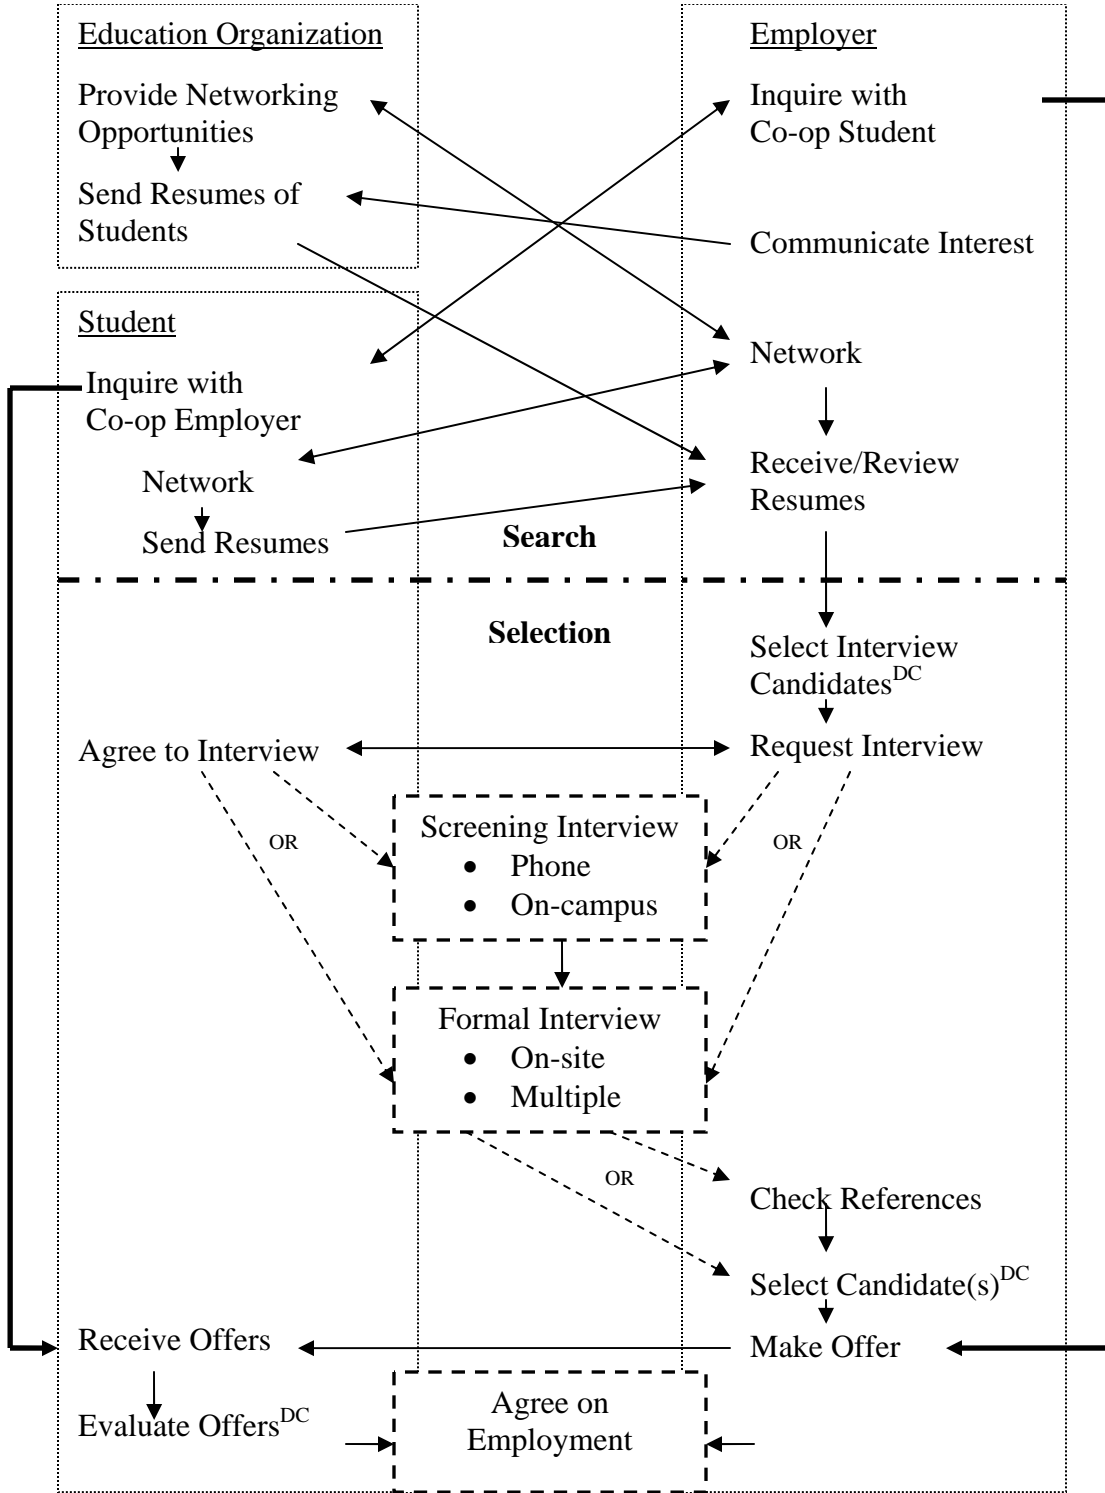 Education Organization
Provide Networking
Opportunities
Send Resumes of
Students
Employer
Inquire with
Co-op Student
Communicate Interest
Network
Receive/Review
Resumes
Student
Inquire with
Co-op Employer
Network
Send Resumes
Search
Selection
Select Interview
Candidates^DC
Agree to Interview
Request Interview
OR
Screening Interview
• Phone
• On-campus
OR
Formal Interview
• On-site
• Multiple
OR
Check References
Select Candidate(s)^DC
Receive Offers
Make Offer
Evaluate Offers^DC
Agree on
Employment